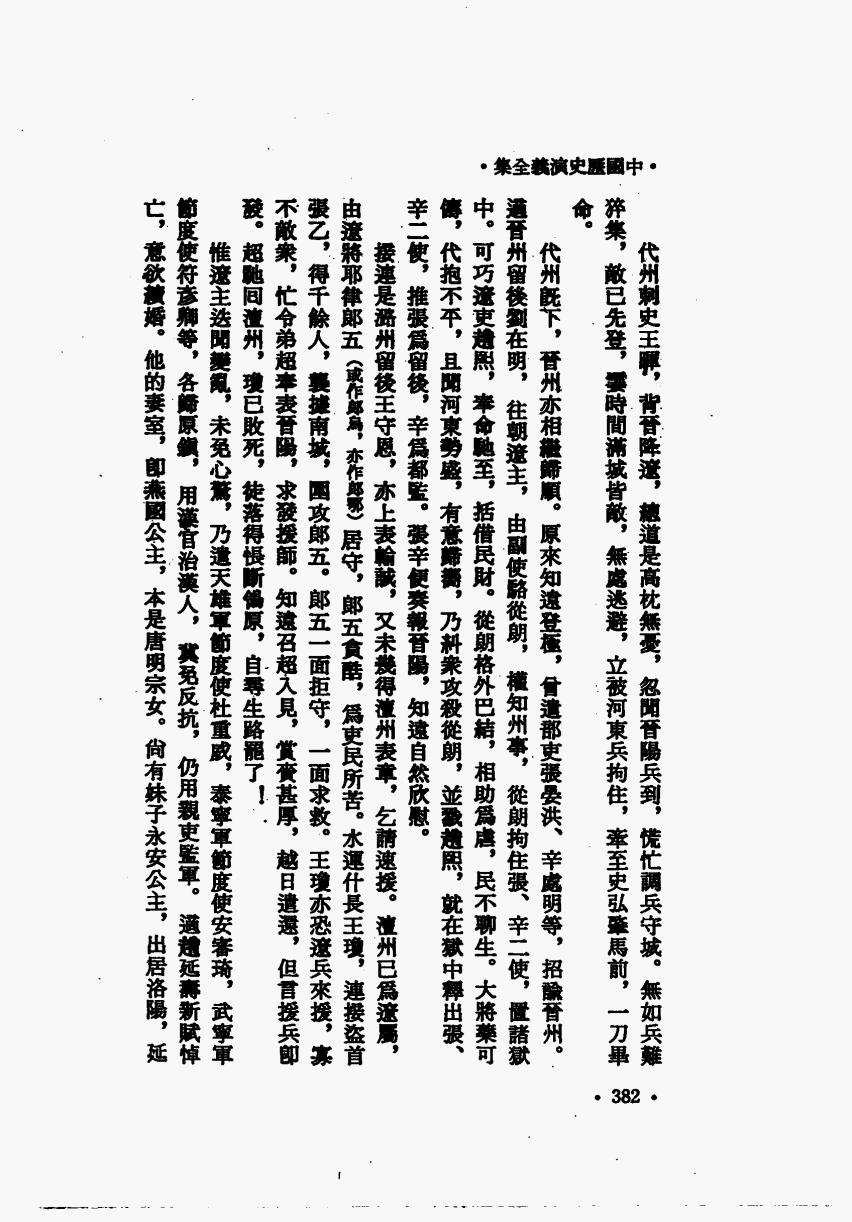 •中國歷史演義全集•
代州刺史王暉，背晉降遼，總道是高枕無憂，忽聞晉陽兵到，慌忙調兵守城。無如兵難
猝集，敵已先登，霎時間滿城皆敵，無處逃避，立被河東兵拘住，牽至史弘肇馬前，一刀畢
命。
代州既下，晉州亦相繼歸順。原來知遠登極，曾遣部吏張晏洪、辛處明等，招諭晉州。
適晉州留後劉在明，往朝遼主，由副使駱從朗，權知州事，從朗拘住張、辛二使，置諸獄
中。可巧遼吏趙熙，奉命馳至，括借民財。從朗格外巴結，相助爲虐，民不聊生。大將藥可
儔，代抱不平，且聞河東勢盛，有意歸嚮，乃糾衆攻殺從朗，並戮趙熙，就在獄中釋出張、
辛二使，推張爲留後，辛爲都監。張辛便奏報晉陽，知遠自然欣慰。
接連是潞州留後王守恩，亦上表輸誠，又未幾得澶州表章，乞請速援。澶州已爲遼屬，
由遼將耶律郞五（或作郞烏，亦作郞鄂）居守，郞五貪酷，爲吏民所苦。水運什長王瓊，連接盜首
張乙，得千餘人，襲據南城，圍攻郞五。郞五一面拒守，一面求救。王瓊亦恐遼兵來援，寡
不敵衆，忙令弟超奉表晉陽，求發援師。知遠召超入見，賞賚甚厚，越日遣還，但言援兵卽
發。超馳回澶州，瓊已敗死，徒落得悵斷鴒原，自尋生路罷了！
惟遼主迭聞變亂，未免心驚，乃遣天雄軍節度使杜重威，泰寧軍節度使安審琦，武寧軍
節度使符彥卿等，各歸原鎭，用漢官治漢人，冀免反抗，仍用親吏監軍。適趙延壽新賦悼
亡，意欲續婚。他的妻室，卽燕國公主，本是唐明宗女。尙有妹子永安公主，出居洛陽，延
•382•